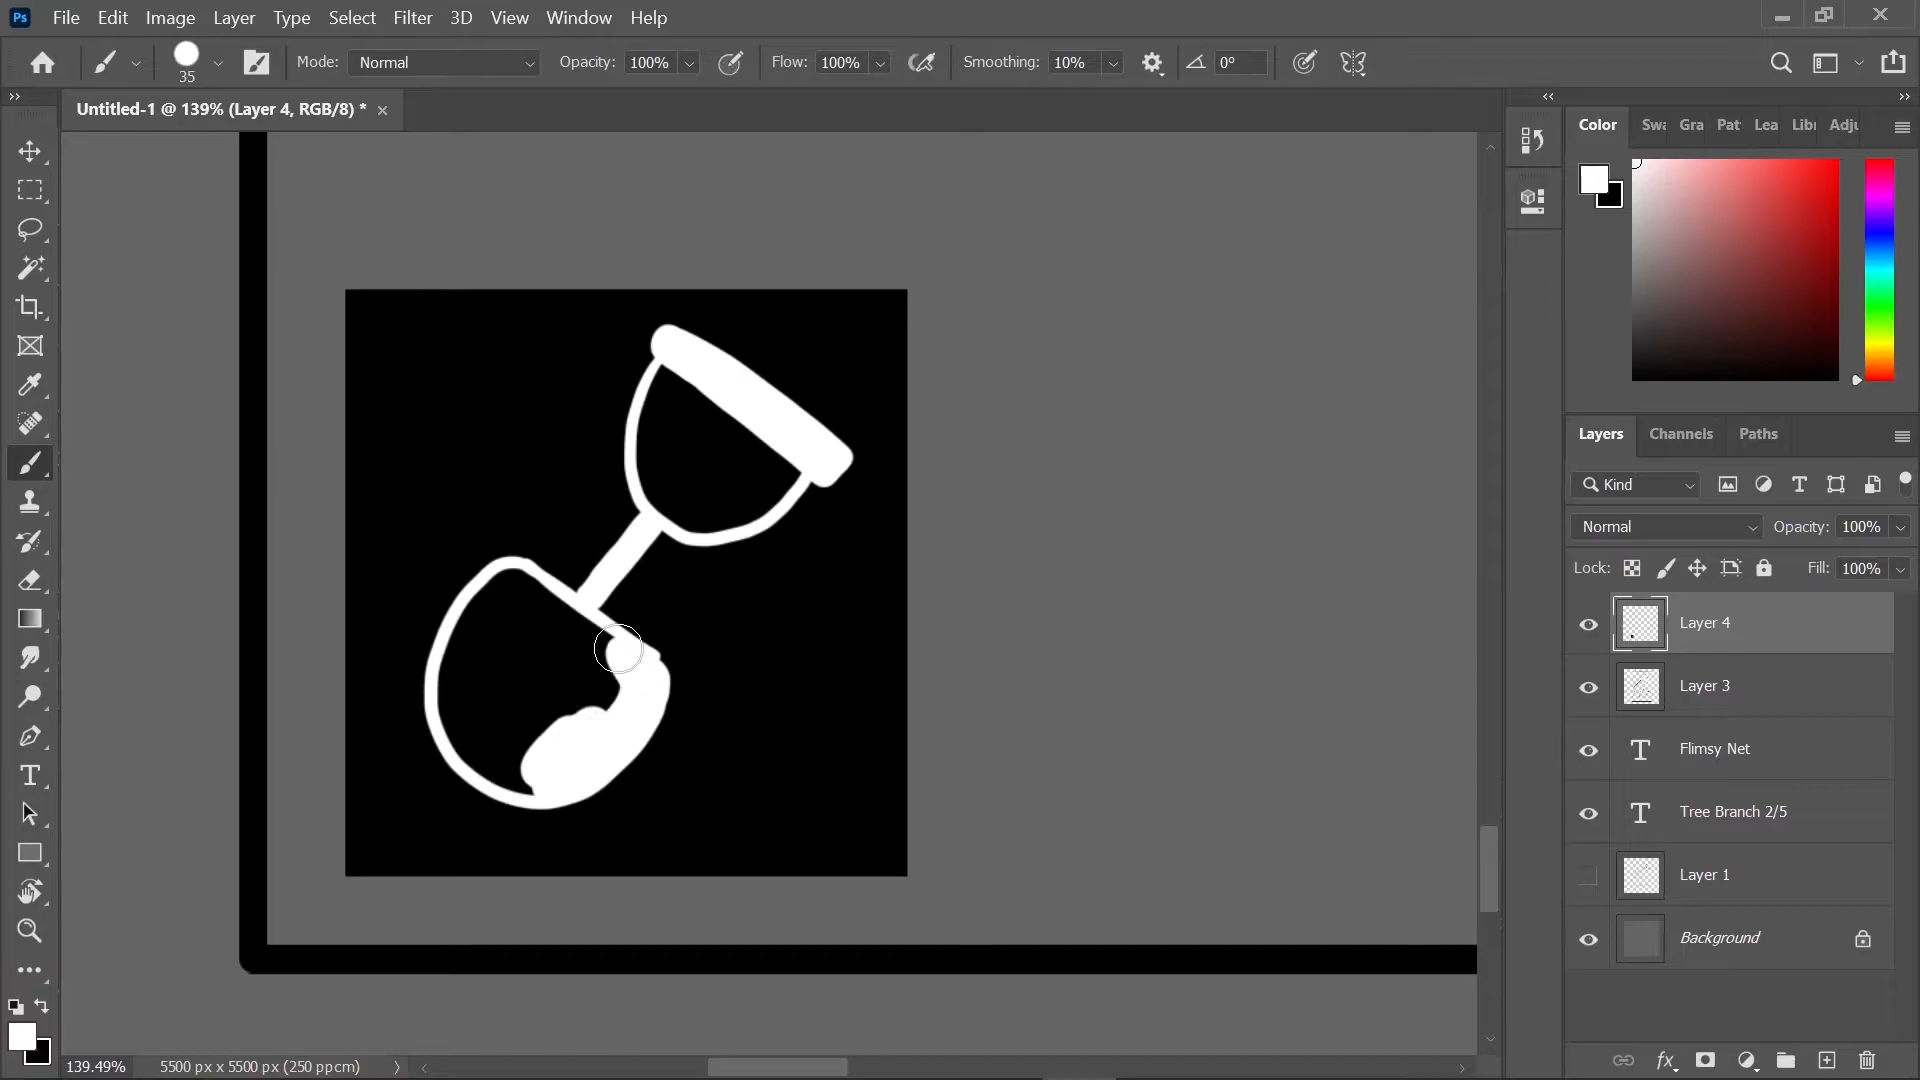 Ps File Edit Image Layer Type Select Filter 3D View Window Help
35 Mode: Normal Opacity: 100% Flow: 100% Smoothing: 10% 0°
Untitled-1 @ 139% (Layer 4, RGB/8) *
Color Swa Gra Pat Lea Libr Adju
Layers Channels Paths
Kind
Normal Opacity: 100%
Lock: Fill: 100%
Layer 4
Layer 3
Flimsy Net
Tree Branch 2/5
Layer 1
Background
139.49% 5500 px x 5500 px (250 ppcm)